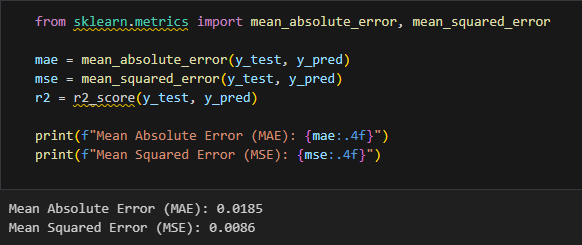 from sklearn.metrics import mean_absolute_error, mean_squared_error
mae = mean_absolute_error(y_test, y_pred)
mse = mean_squared_error(y_test, y_pred)
r2 = r2_score(y_test, y_pred)
print(f"Mean Absolute Error (MAE): {mae:.4f}")
print(f"Mean Squared Error (MSE): {mse:.4f}")
Mean Absolute Error (MAE): 0.0185
Mean Squared Error (MSE): 0.0086